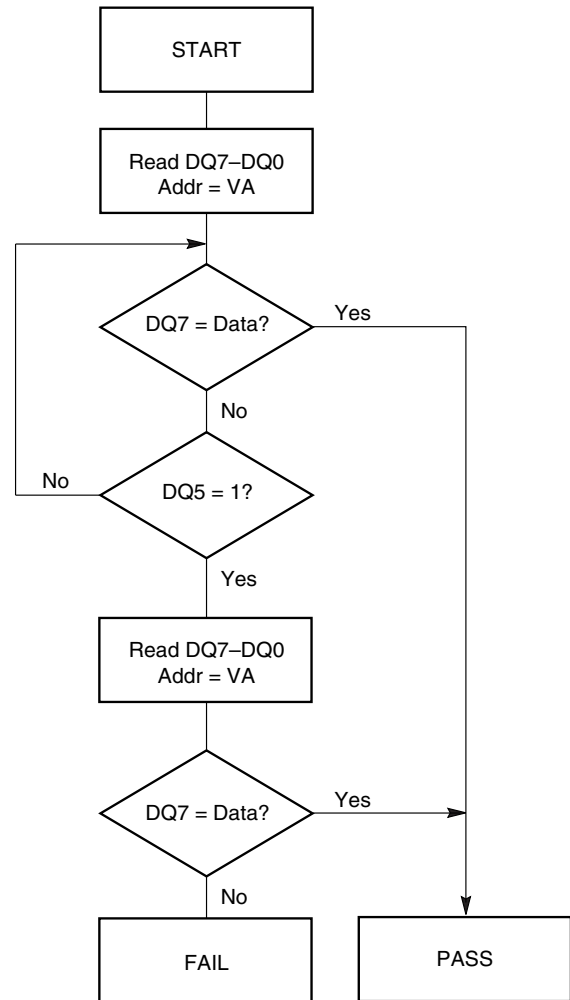 START
Read DQ7–DQ0
Addr = VA
DQ7 = Data?
Yes
No
No
DQ5 = 1?
Yes
Read DQ7–DQ0
Addr = VA
DQ7 = Data?
Yes
No
FAIL
PASS